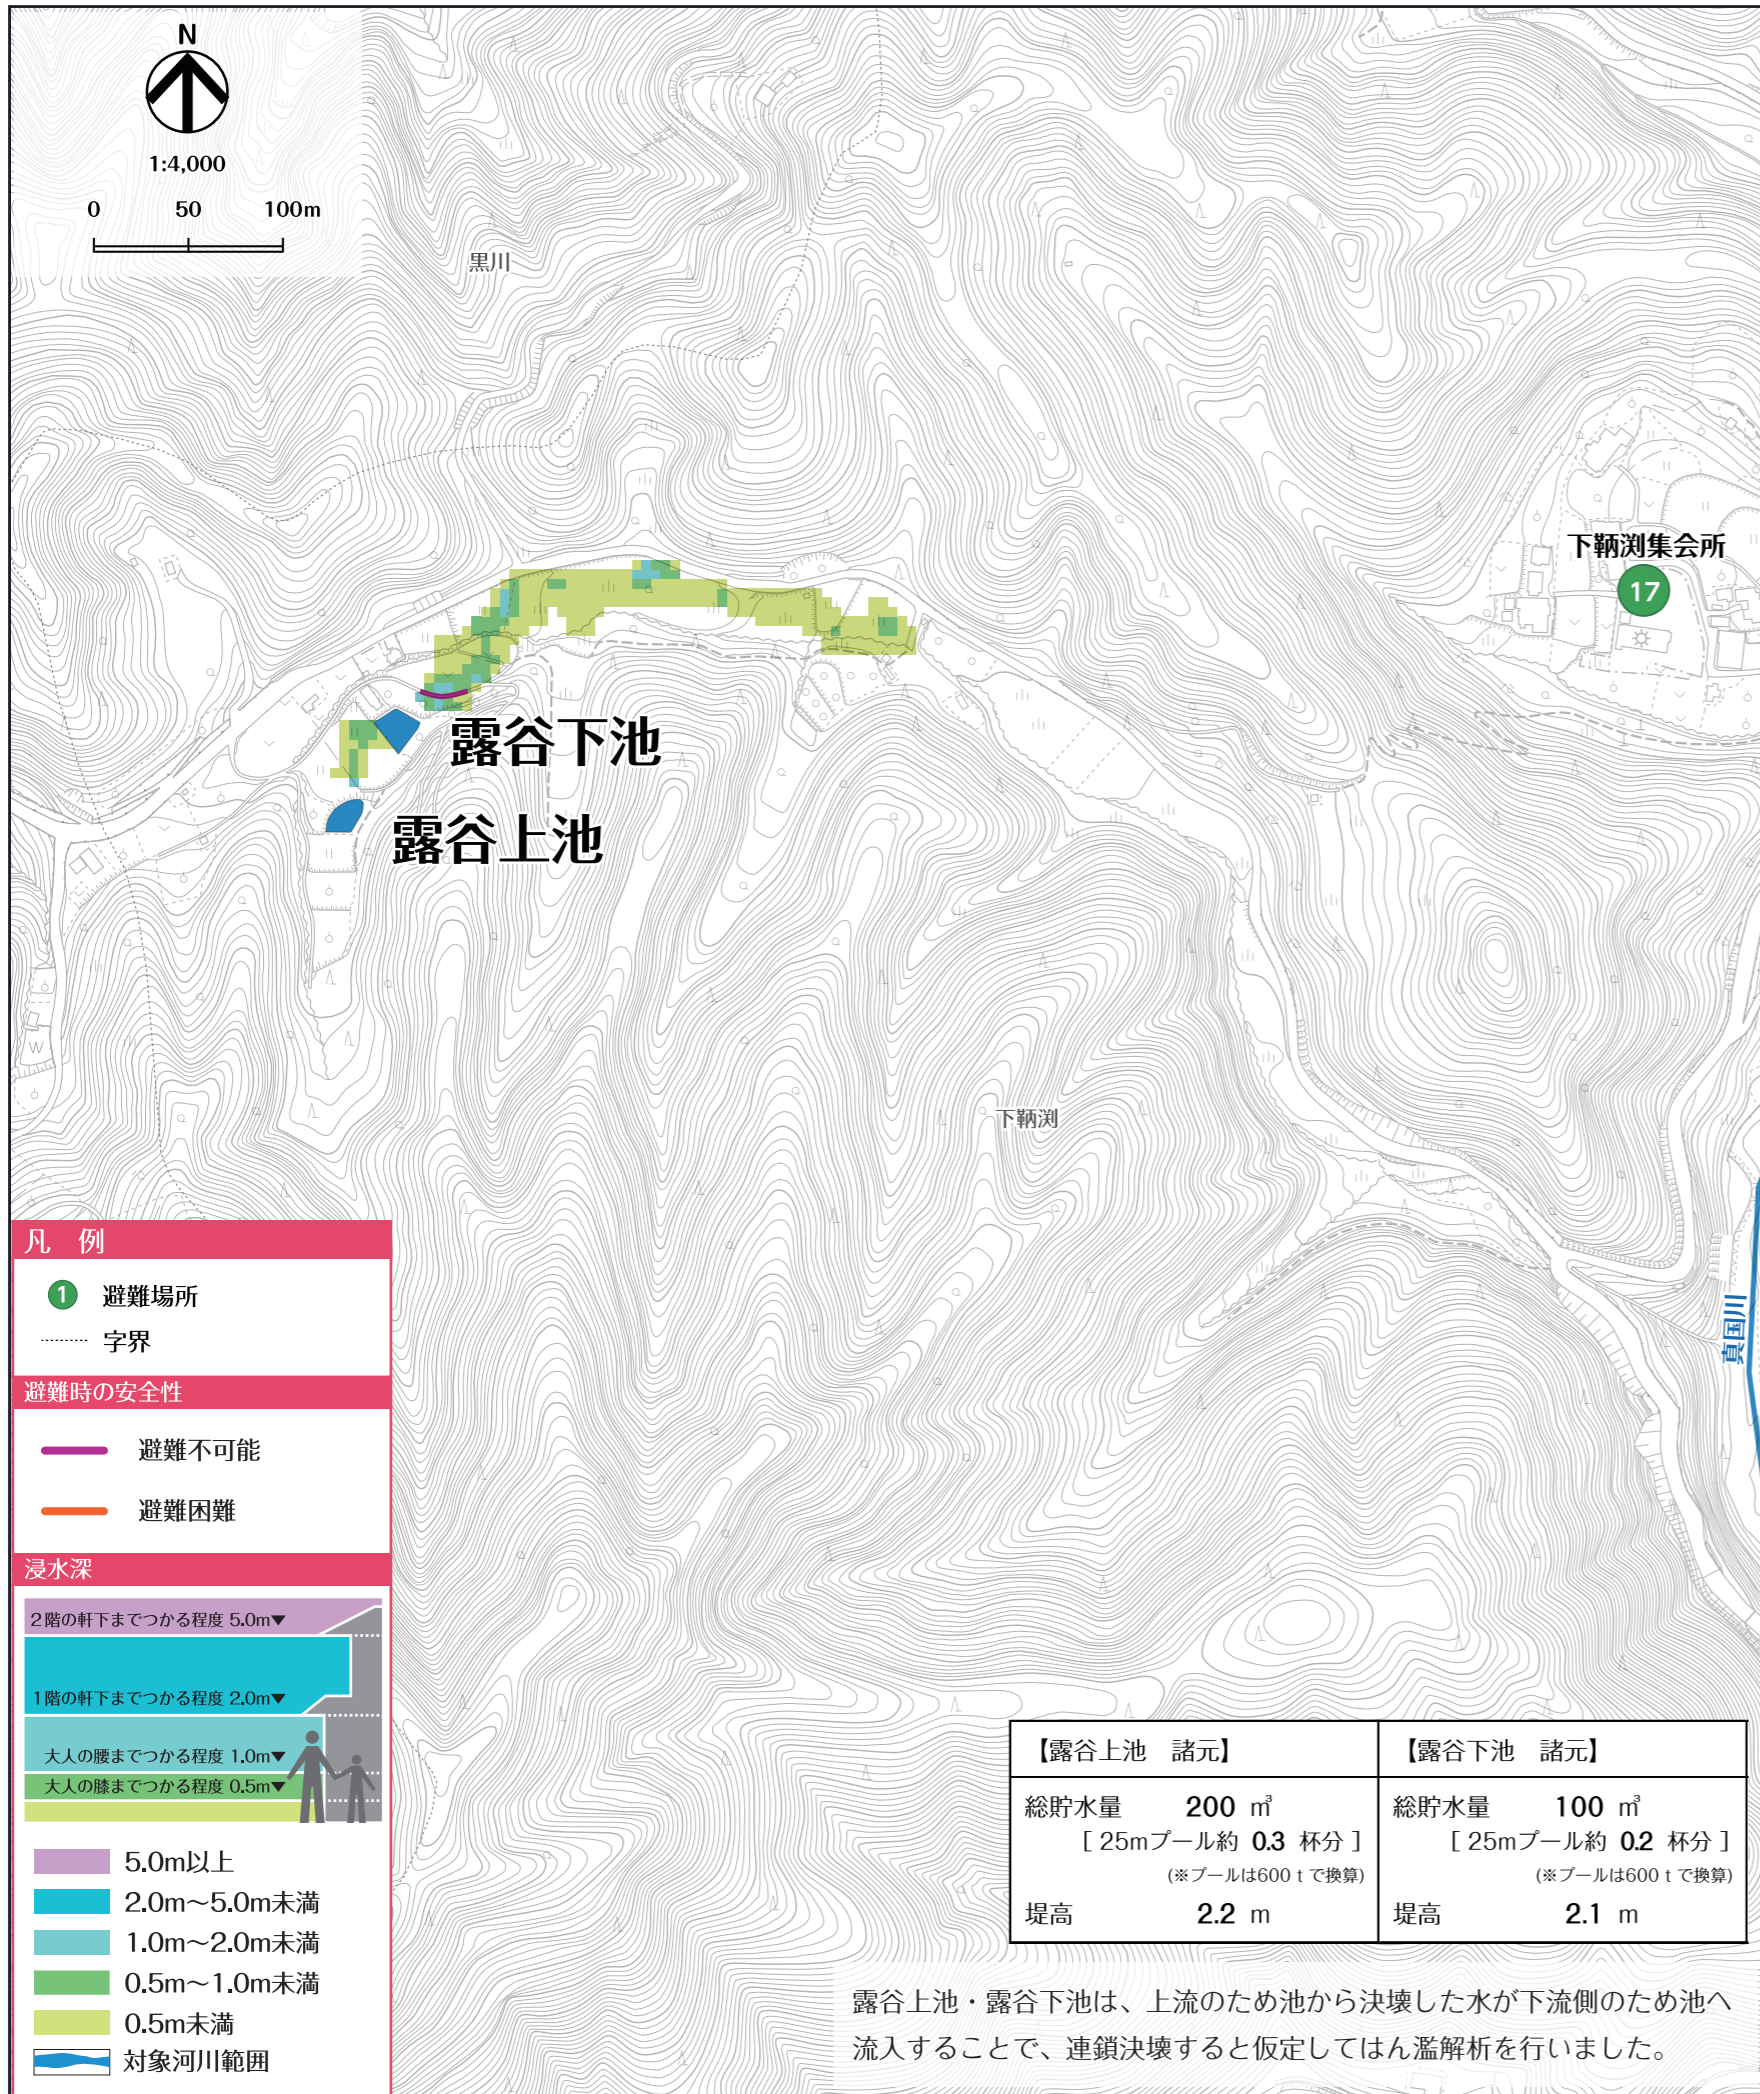 N
1:4,000
0 50 100m
黒川
下鞆渕集会所
17
露谷下池
露谷上池
下鞆渕
真国川
凡 例
1 避難場所
字界
避難時の安全性
避難不可能
避難困難
浸水深
2階の軒下までつかる程度 5.0m▼
1階の軒下までつかる程度 2.0m▼
大人の腰までつかる程度 1.0m▼
大人の膝までつかる程度 0.5m▼
5.0m以上
2.0m～5.0m未満
1.0m～2.0m未満
0.5m～1.0m未満
0.5m未満
対象河川範囲
【露谷上池 諸元】
総貯水量 200 ㎥
[ 25mプール約 0.3 杯分 ]
(※プールは600 t で換算)
堤高 2.2 m
【露谷下池 諸元】
総貯水量 100 ㎥
[ 25mプール約 0.2 杯分 ]
(※プールは600 t で換算)
堤高 2.1 m
露谷上池・露谷下池は、上流のため池から決壊した水が下流側のため池へ
流入することで、連鎖決壊すると仮定してはん濫解析を行いました。